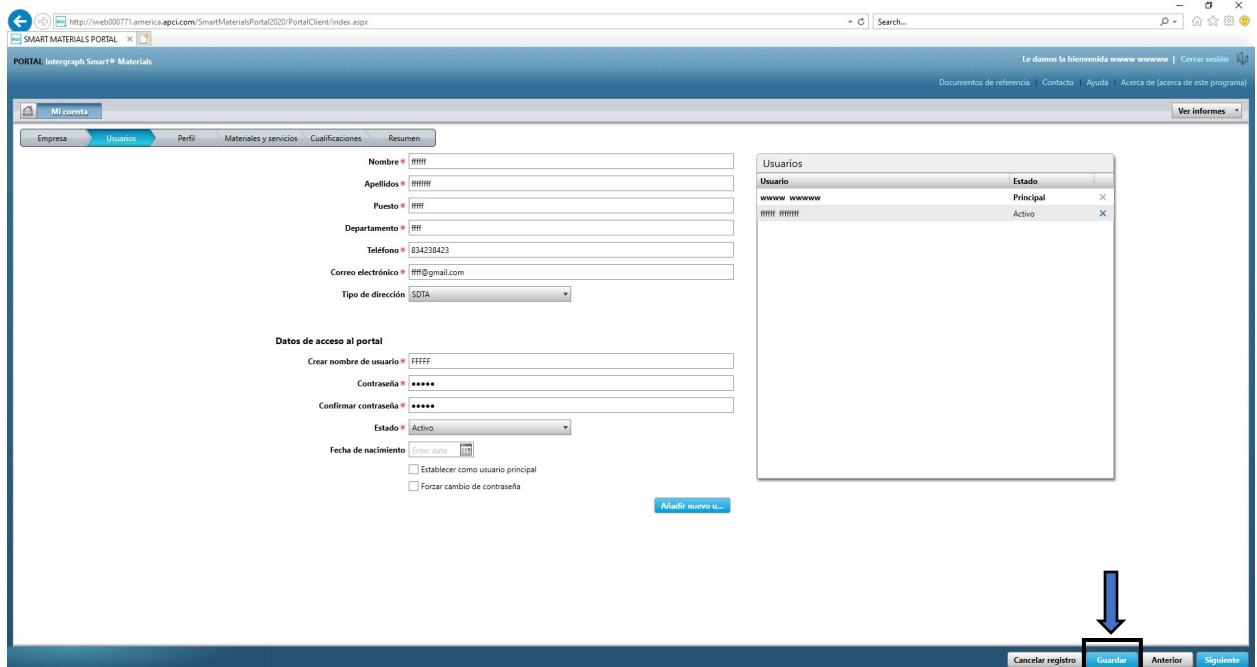 http://iweb000771.america.apci.com/SmartMaterialsPortal2020/PortalClient/index.aspx
Search...
SMART MATERIALS PORTAL
PORTAL Intergraph Smart® Materials
Le damos la bienvenida wwww wwwww | Cerrar sesión
Documentos de referencia | Contacto | Ayuda | Acerca de (acerca de este programa)
Mi cuenta
Ver informes
Empresa Usuarios Perfil Materiales y servicios Cualificaciones Resumen
Nombre * ffffff
Apellidos * ffffffff
Puesto * fffff
Departamento * ffff
Teléfono * 834238423
Correo electrónico * ffff@gmail.com
Tipo de dirección SDTA
Datos de acceso al portal
Crear nombre de usuario * FFFFF
Contraseña * •••••
Confirmar contraseña * •••••
Estado * Activo
Fecha de nacimiento Enter date
Establecer como usuario principal
Forzar cambio de contraseña
Añadir nuevo u...
Usuarios
Usuario Estado
wwww wwwww Principal
ffffff ffffffff Activo
Cancelar registro Guardar Anterior Siguiente